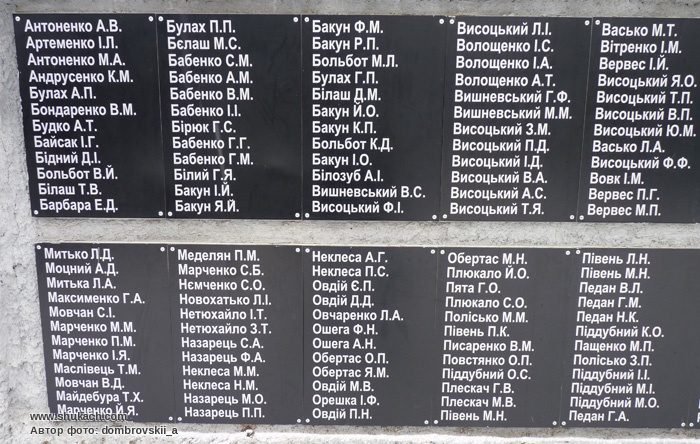 Антоненко А.В.
Артеменко І.Л.
Антоненко М.А.
Андрусенко К.М.
Булах А.П.
Бондаренко В.М.
Будко А.Т.
Байсак І.Г.
Бідний Д.І.
Больбот В.Й.
Білаш Т.В.
Барбара Е.Д.
Булах П.П.
Бєлаш М.С.
Бабенко С.М.
Бабенко А.М.
Бабенко В.М.
Бабенко І.І.
Бірюк Г.С.
Бабенко Г.Г.
Бабенко Г.М.
Білий Г.Я.
Бакун І.Й.
Бакун Я.Й.
Бакун Ф.М.
Бакун Р.П.
Больбот М.Л.
Булах Г.П.
Білаш Д.М.
Бакун Й.О.
Бакун К.П.
Больбот К.Д.
Бакун І.О.
Білозуб А.І.
Вишневський В.С.
Висоцький Ф.І.
Висоцький Л.І.
Волощенко І.С.
Волощенко І.А.
Волощенко А.Т.
Вишневський Г.Ф.
Вишневський М.М.
Висоцький З.М.
Висоцький П.Д.
Висоцький І.Д.
Висоцький В.А.
Висоцький А.С.
Висоцький Т.Я.
Васько М.Т.
Вітренко І.М.
Вервес І.Й.
Висоцький Я.О.
Висоцький Т.П.
Висоцький В.П.
Висоцький Ю.М.
Васько Л.А.
Висоцький Ф.Ф.
Вовк І.М.
Вервес П.Г.
Вервес М.П.
Митько Л.Д.
Моцний А.Д.
Митька Л.А.
Максименко Г.А.
Мовчан С.І.
Марченко М.М.
Марченко П.М.
Марченко І.Я.
Маслівець Т.М.
Мовчан В.Д.
Майдебура Т.Х.
Марченко Й.Я.
Меделян П.М.
Марченко С.Б.
Нємченко С.О.
Новохатько Л.І.
Нетюхайло І.Т.
Нетюхайло З.Т.
Назарець С.А.
Назарець Ф.А.
Неклеса М.М.
Неклеса Н.М.
Назарець М.О.
Назарець П.П.
Неклеса А.Г.
Неклеса П.С.
Овдій Є.П.
Овдій Д.Д.
Овчаренко Л.А.
Ошега Ф.Н.
Ошега А.Н.
Обертас О.П.
Обертас Я.М.
Овдій М.В.
Орешка І.Ф.
Овдій П.Н.
Обертас М.Н.
Плюкало Й.О.
Пята Г.О.
Плюкало С.О.
Полісько М.М.
Півень П.К.
Писаренко В.М.
Повстянко О.П.
Піддубний О.С.
Плескач Г.В.
Плескач М.С.
Півень М.Н.
Півень Л.Н.
Півень М.Н.
Педан В.Л.
Педан Г.М.
Педан Н.К.
Піддубний К.О.
Пащенко М.П.
Полісько З.П.
Піддубний І.І.
Піддубний М.І.
Піддубний М.О.
Педан Г.А.
www.shukach.com
Автор фото: dombrovskii_a